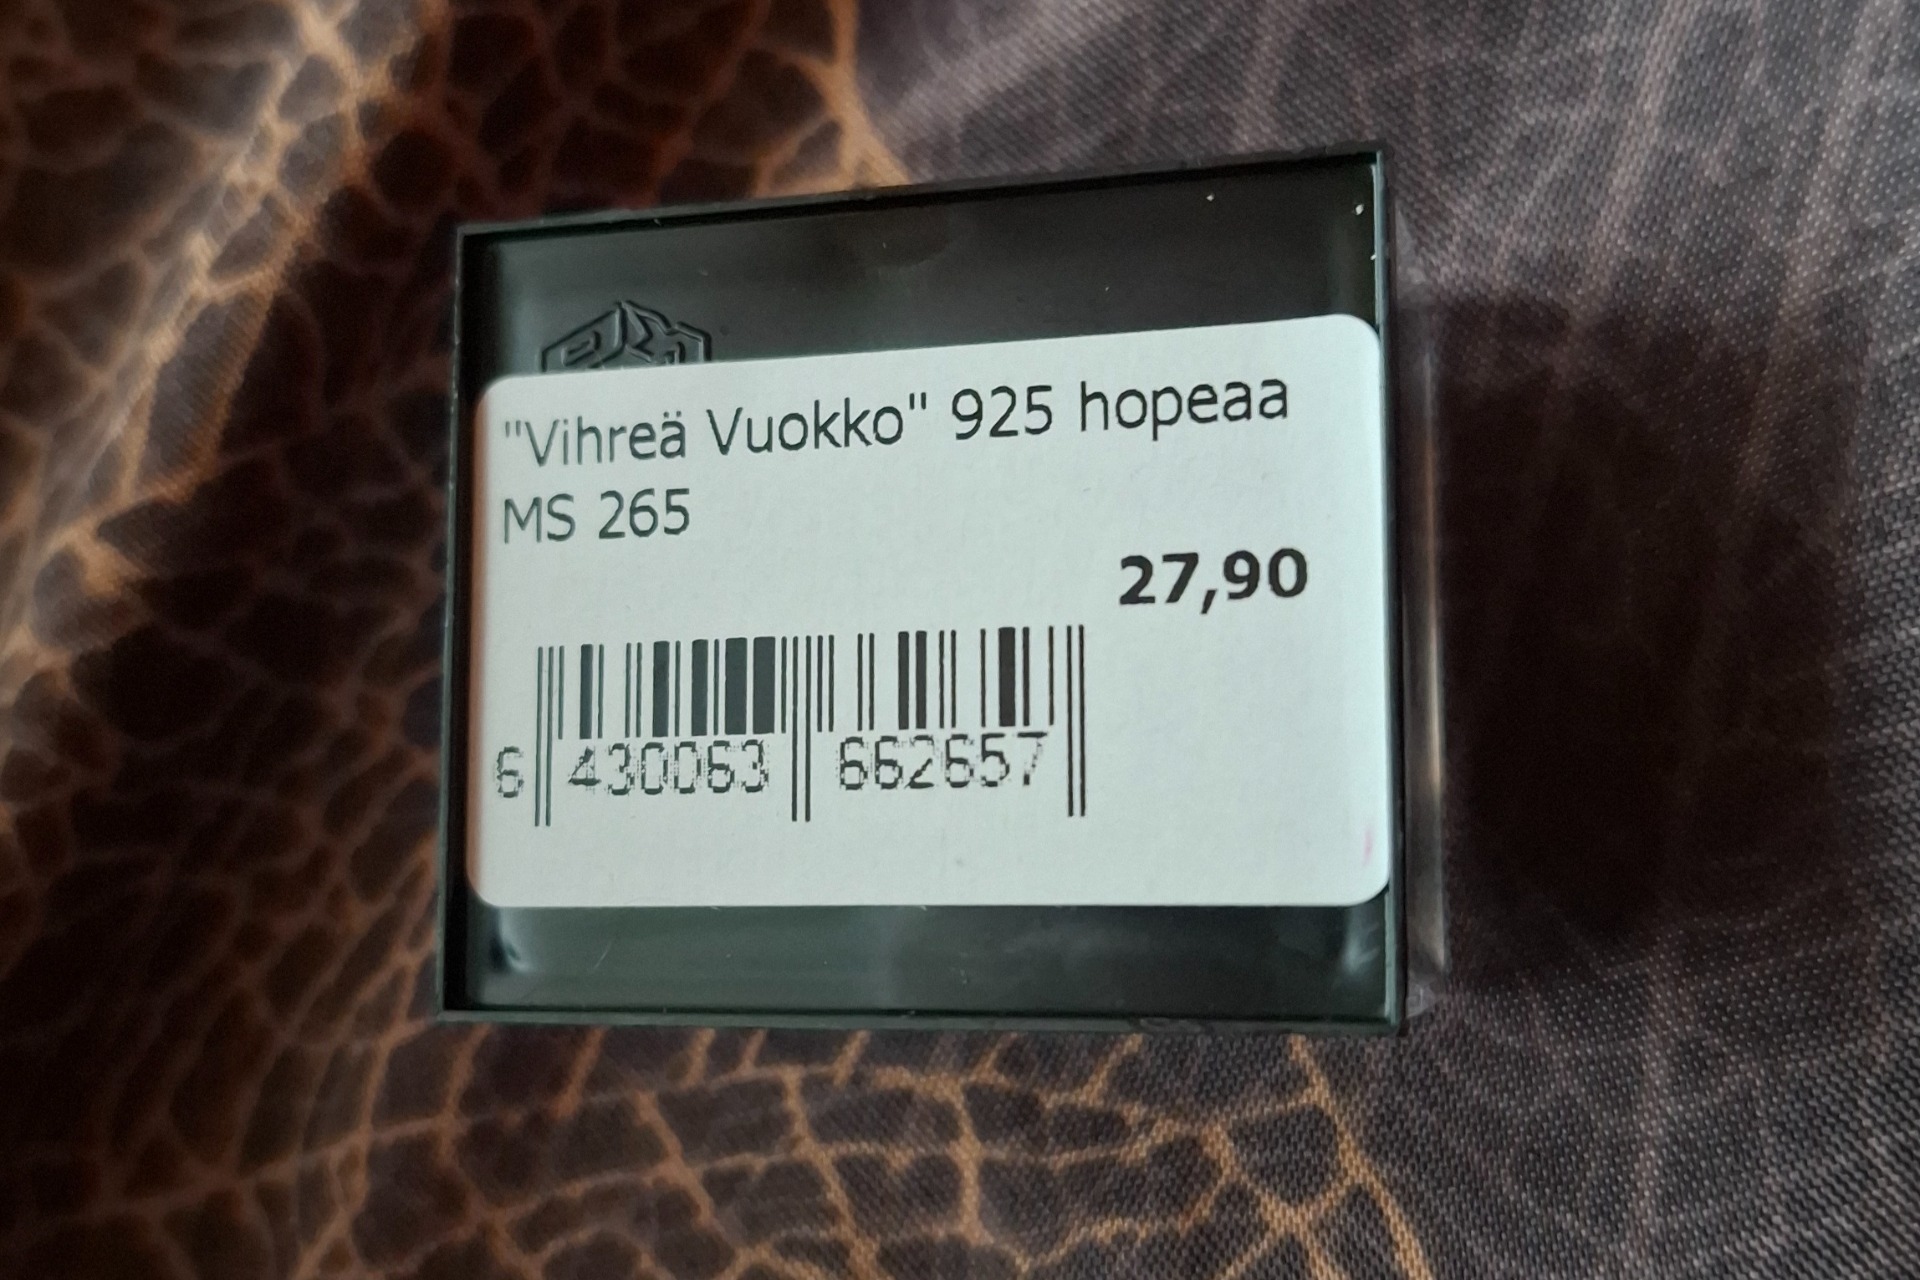 "Vihreä Vuokko" 925 hopeaa
MS 265
27,90
6 430063 662657